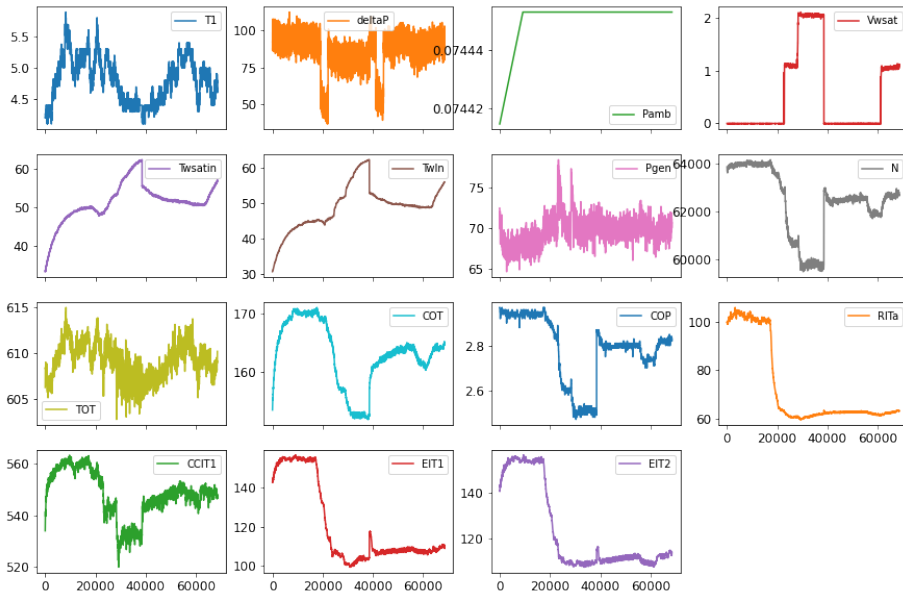 T1
5.5
5.0
4.5
deltaP
100
75
50
Pamb
0.07444
0.07442
Vwsat
2
1
0
Twsatin
60
50
40
TwIn
60
50
40
30
Pgen
75
70
65
N
64000
62000
60000
TOT
615
610
605
COT
170
160
COP
2.8
2.6
RITa
100
80
60
0 20000 40000 60000
CCIT1
560
540
520
0 20000 40000 60000
EIT1
140
120
100
0 20000 40000 60000
EIT2
140
120
0 20000 40000 60000